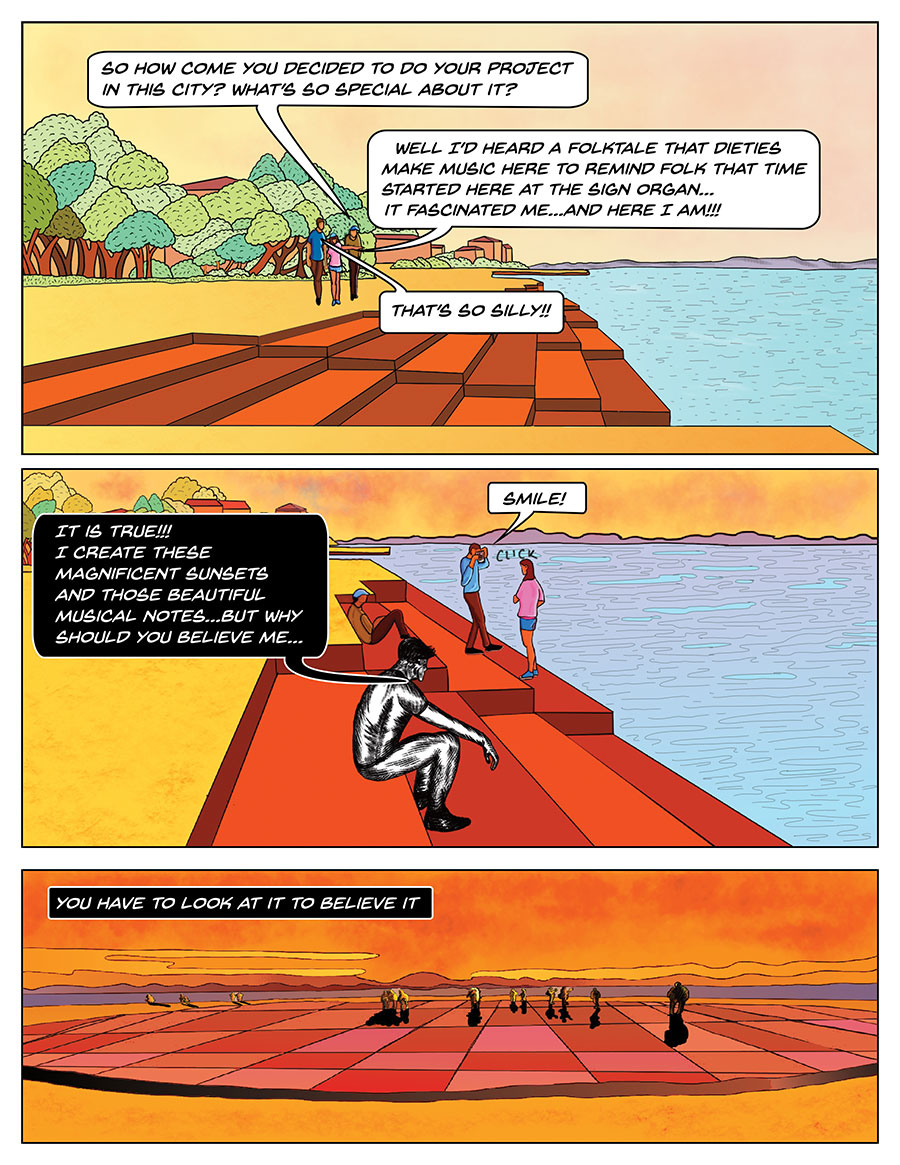 SO HOW COME YOU DECIDED TO DO YOUR PROJECT
IN THIS CITY? WHAT'S SO SPECIAL ABOUT IT?
WELL I'D HEARD A FOLKTALE THAT DIETIES
MAKE MUSIC HERE TO REMIND FOLK THAT TIME
STARTED HERE AT THE SIGN ORGAN...
IT FASCINATED ME...AND HERE I AM!!!
THAT'S SO SILLY!!
SMILE!
CLICK
IT IS TRUE!!!
I CREATE THESE
MAGNIFICENT SUNSETS
AND THOSE BEAUTIFUL
MUSICAL NOTES...BUT WHY
SHOULD YOU BELIEVE ME...
YOU HAVE TO LOOK AT IT TO BELIEVE IT